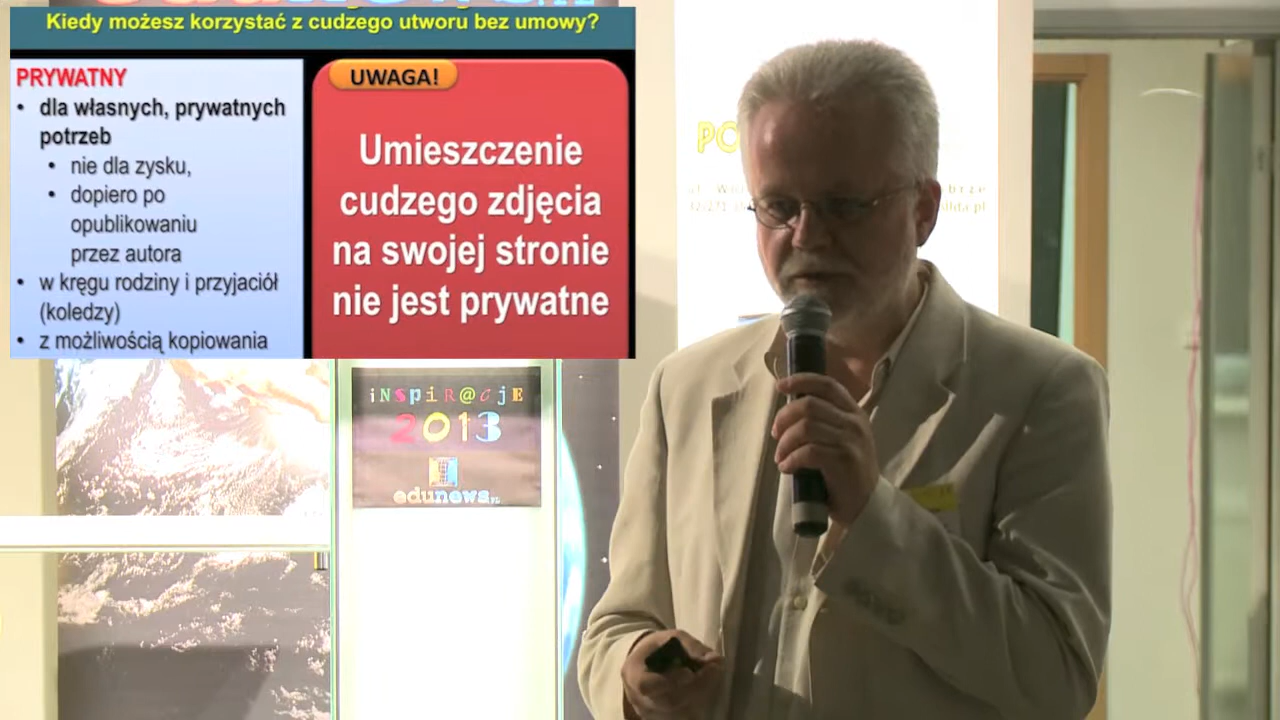 Kiedy możesz korzystać z cudzego utworu bez umowy?
PRYWATNY
• dla własnych, prywatnych
potrzeb
• nie dla zysku,
• dopiero po
opublikowaniu
przez autora
• w kręgu rodziny i przyjaciół
(koledzy)
• z możliwością kopiowania
UWAGA!
Umieszczenie
cudzego zdjęcia
na swojej stronie
nie jest prywatne
iNspiR@cjE
2013
edunews.PL